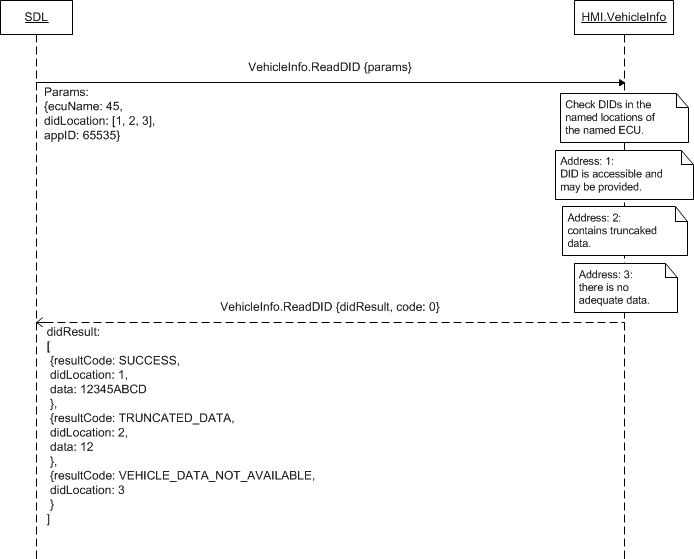 SDL
HMI.VehicleInfo
VehicleInfo.ReadDID {params}
Params:
{ecuName: 45,
didLocation: [1, 2, 3],
appID: 65535}
Check DIDs in the
named locations of
the named ECU.
Address: 1:
DID is accessible and
may be provided.
Address: 2:
contains truncaked
data.
Address: 3:
there is no
adequate data.
VehicleInfo.ReadDID {didResult, code: 0}
didResult:
[
{resultCode: SUCCESS,
didLocation: 1,
data: 12345ABCD
},
{resultCode: TRUNCATED_DATA,
didLocation: 2,
data: 12
},
{resultCode: VEHICLE_DATA_NOT_AVAILABLE,
didLocation: 3
}
]